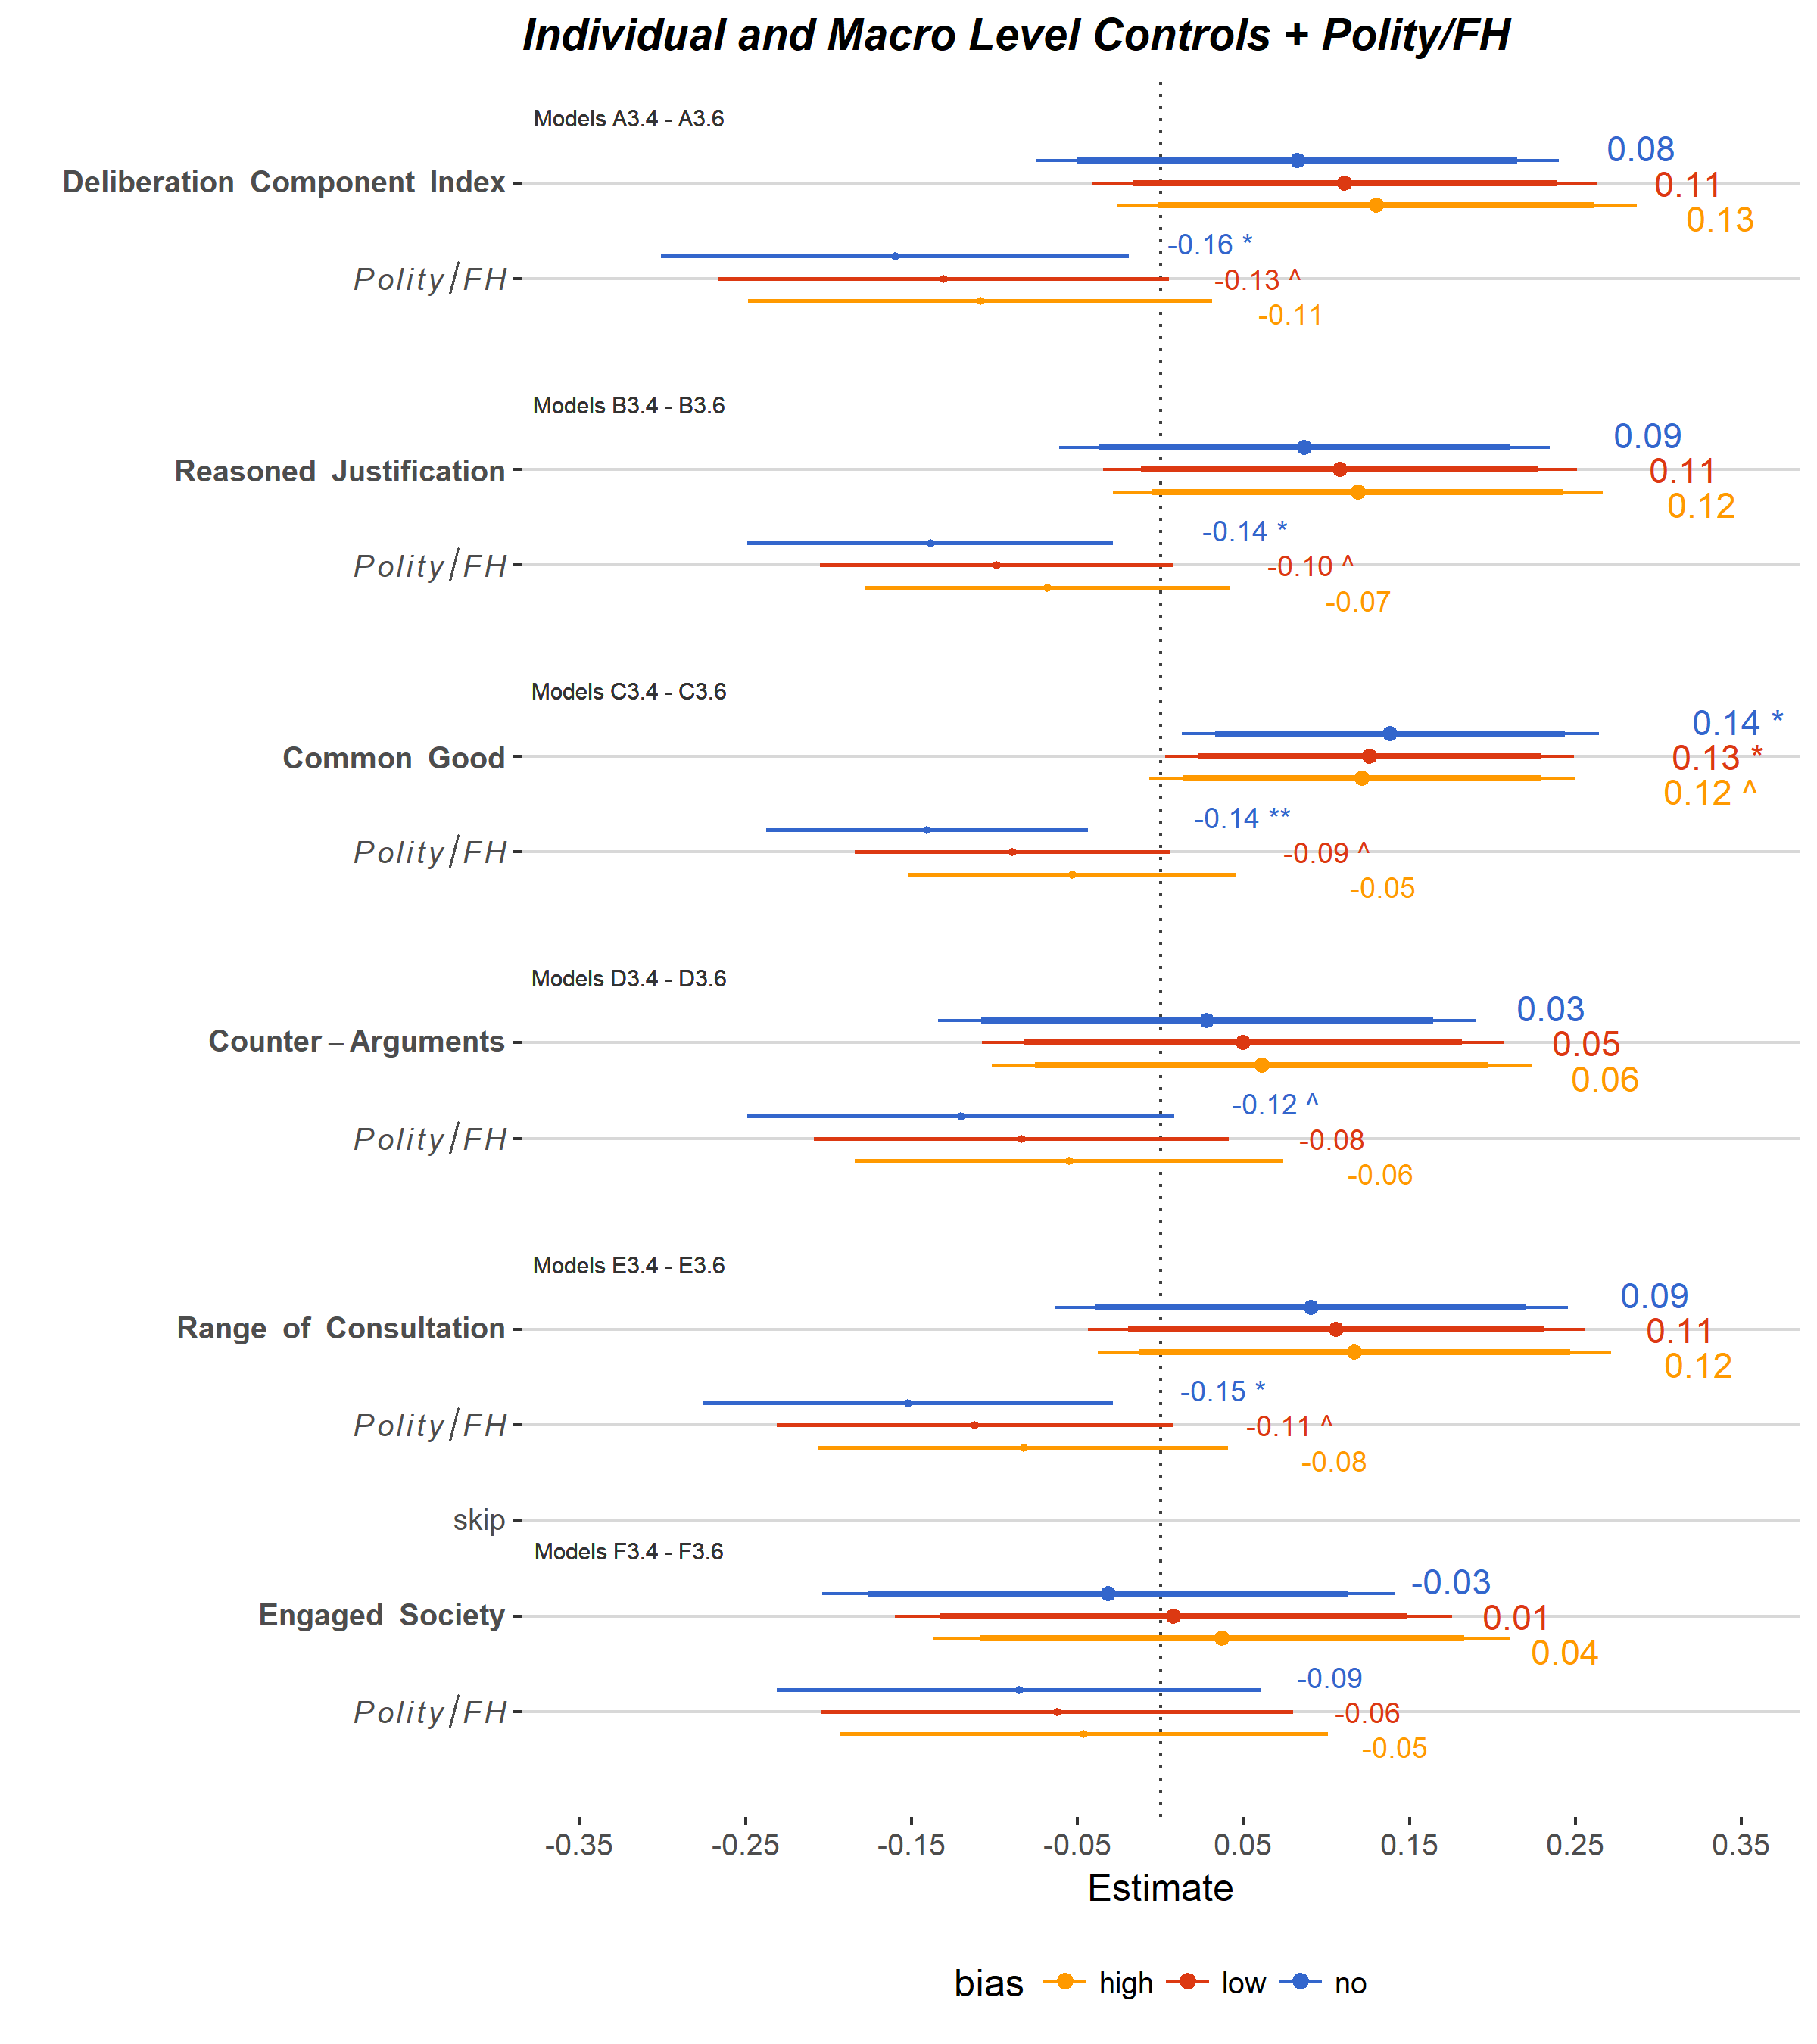 Individual and Macro Level Controls + Polity/FH
Models A3.4 - A3.6
0.08
Deliberation Component Index
0.11
0.13
-0.16 *
Polity/FH
-0.13 ^
-0.11
Models B3.4 - B3.6
0.09
Reasoned Justification
0.11
0.12
-0.14 *
Polity/FH
-0.10 ^
-0.07
Models C3.4 - C3.6
0.14 *
Common Good
0.13 *
0.12 ^
-0.14 **
Polity/FH
-0.09 ^
-0.05
Models D3.4 - D3.6
0.03
Counter–Arguments
0.05
0.06
-0.12 ^
Polity/FH
-0.08
-0.06
Models E3.4 - E3.6
0.09
Range of Consultation
0.11
0.12
-0.15 *
Polity/FH
-0.11 ^
-0.08
skip
Models F3.4 - F3.6
-0.03
Engaged Society
0.01
0.04
-0.09
Polity/FH
-0.06
-0.05
-0.35 -0.25 -0.15 -0.05 0.05 0.15 0.25 0.35
Estimate
bias high low no